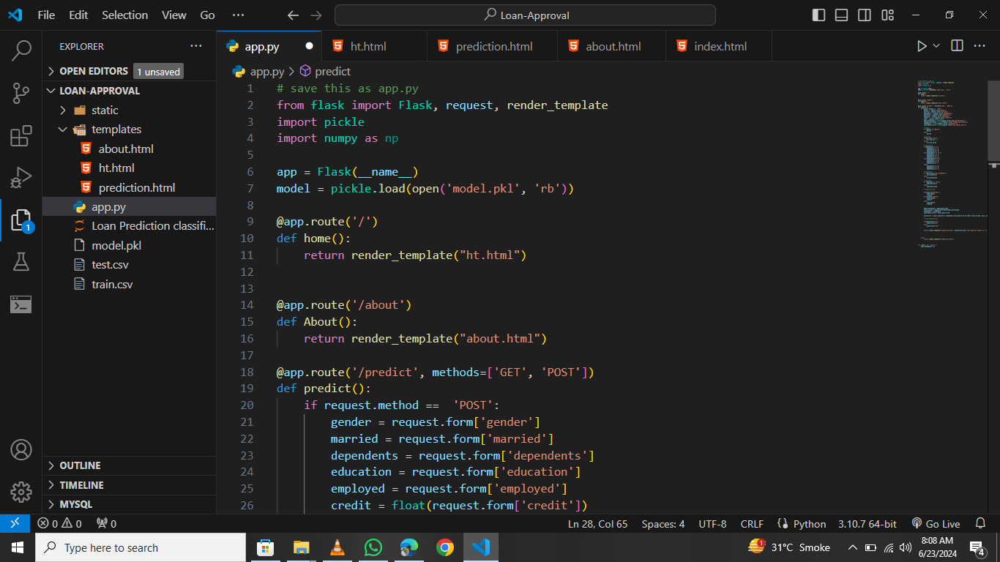 File Edit Selection View Go ··· Loan-Approval
EXPLORER ···
OPEN EDITORS 1 unsaved
LOAN-APPROVAL
static
templates
about.html
ht.html
prediction.html
app.py
Loan Prediction classifi...
model.pkl
test.csv
train.csv
OUTLINE
TIMELINE
MYSQL
1
app.py ht.html prediction.html about.html index.html
app.py > predict
1 # save this as app.py
2 from flask import Flask, request, render_template
3 import pickle
4 import numpy as np
5
6 app = Flask(__name__)
7 model = pickle.load(open('model.pkl', 'rb'))
8
9 @app.route('/')
10 def home():
11 return render_template("ht.html")
12
13
14 @app.route('/about')
15 def About():
16 return render_template("about.html")
17
18 @app.route('/predict', methods=['GET', 'POST'])
19 def predict():
20 if request.method ==  'POST':
21 gender = request.form['gender']
22 married = request.form['married']
23 dependents = request.form['dependents']
24 education = request.form['education']
25 employed = request.form['employed']
26 credit = float(request.form['credit'])
0 0 0 Ln 28, Col 65 Spaces: 4 UTF-8 CRLF Python 3.10.7 64-bit Go Live
Type here to search 1 31°C Smoke 8:08 AM 4
6/23/2024